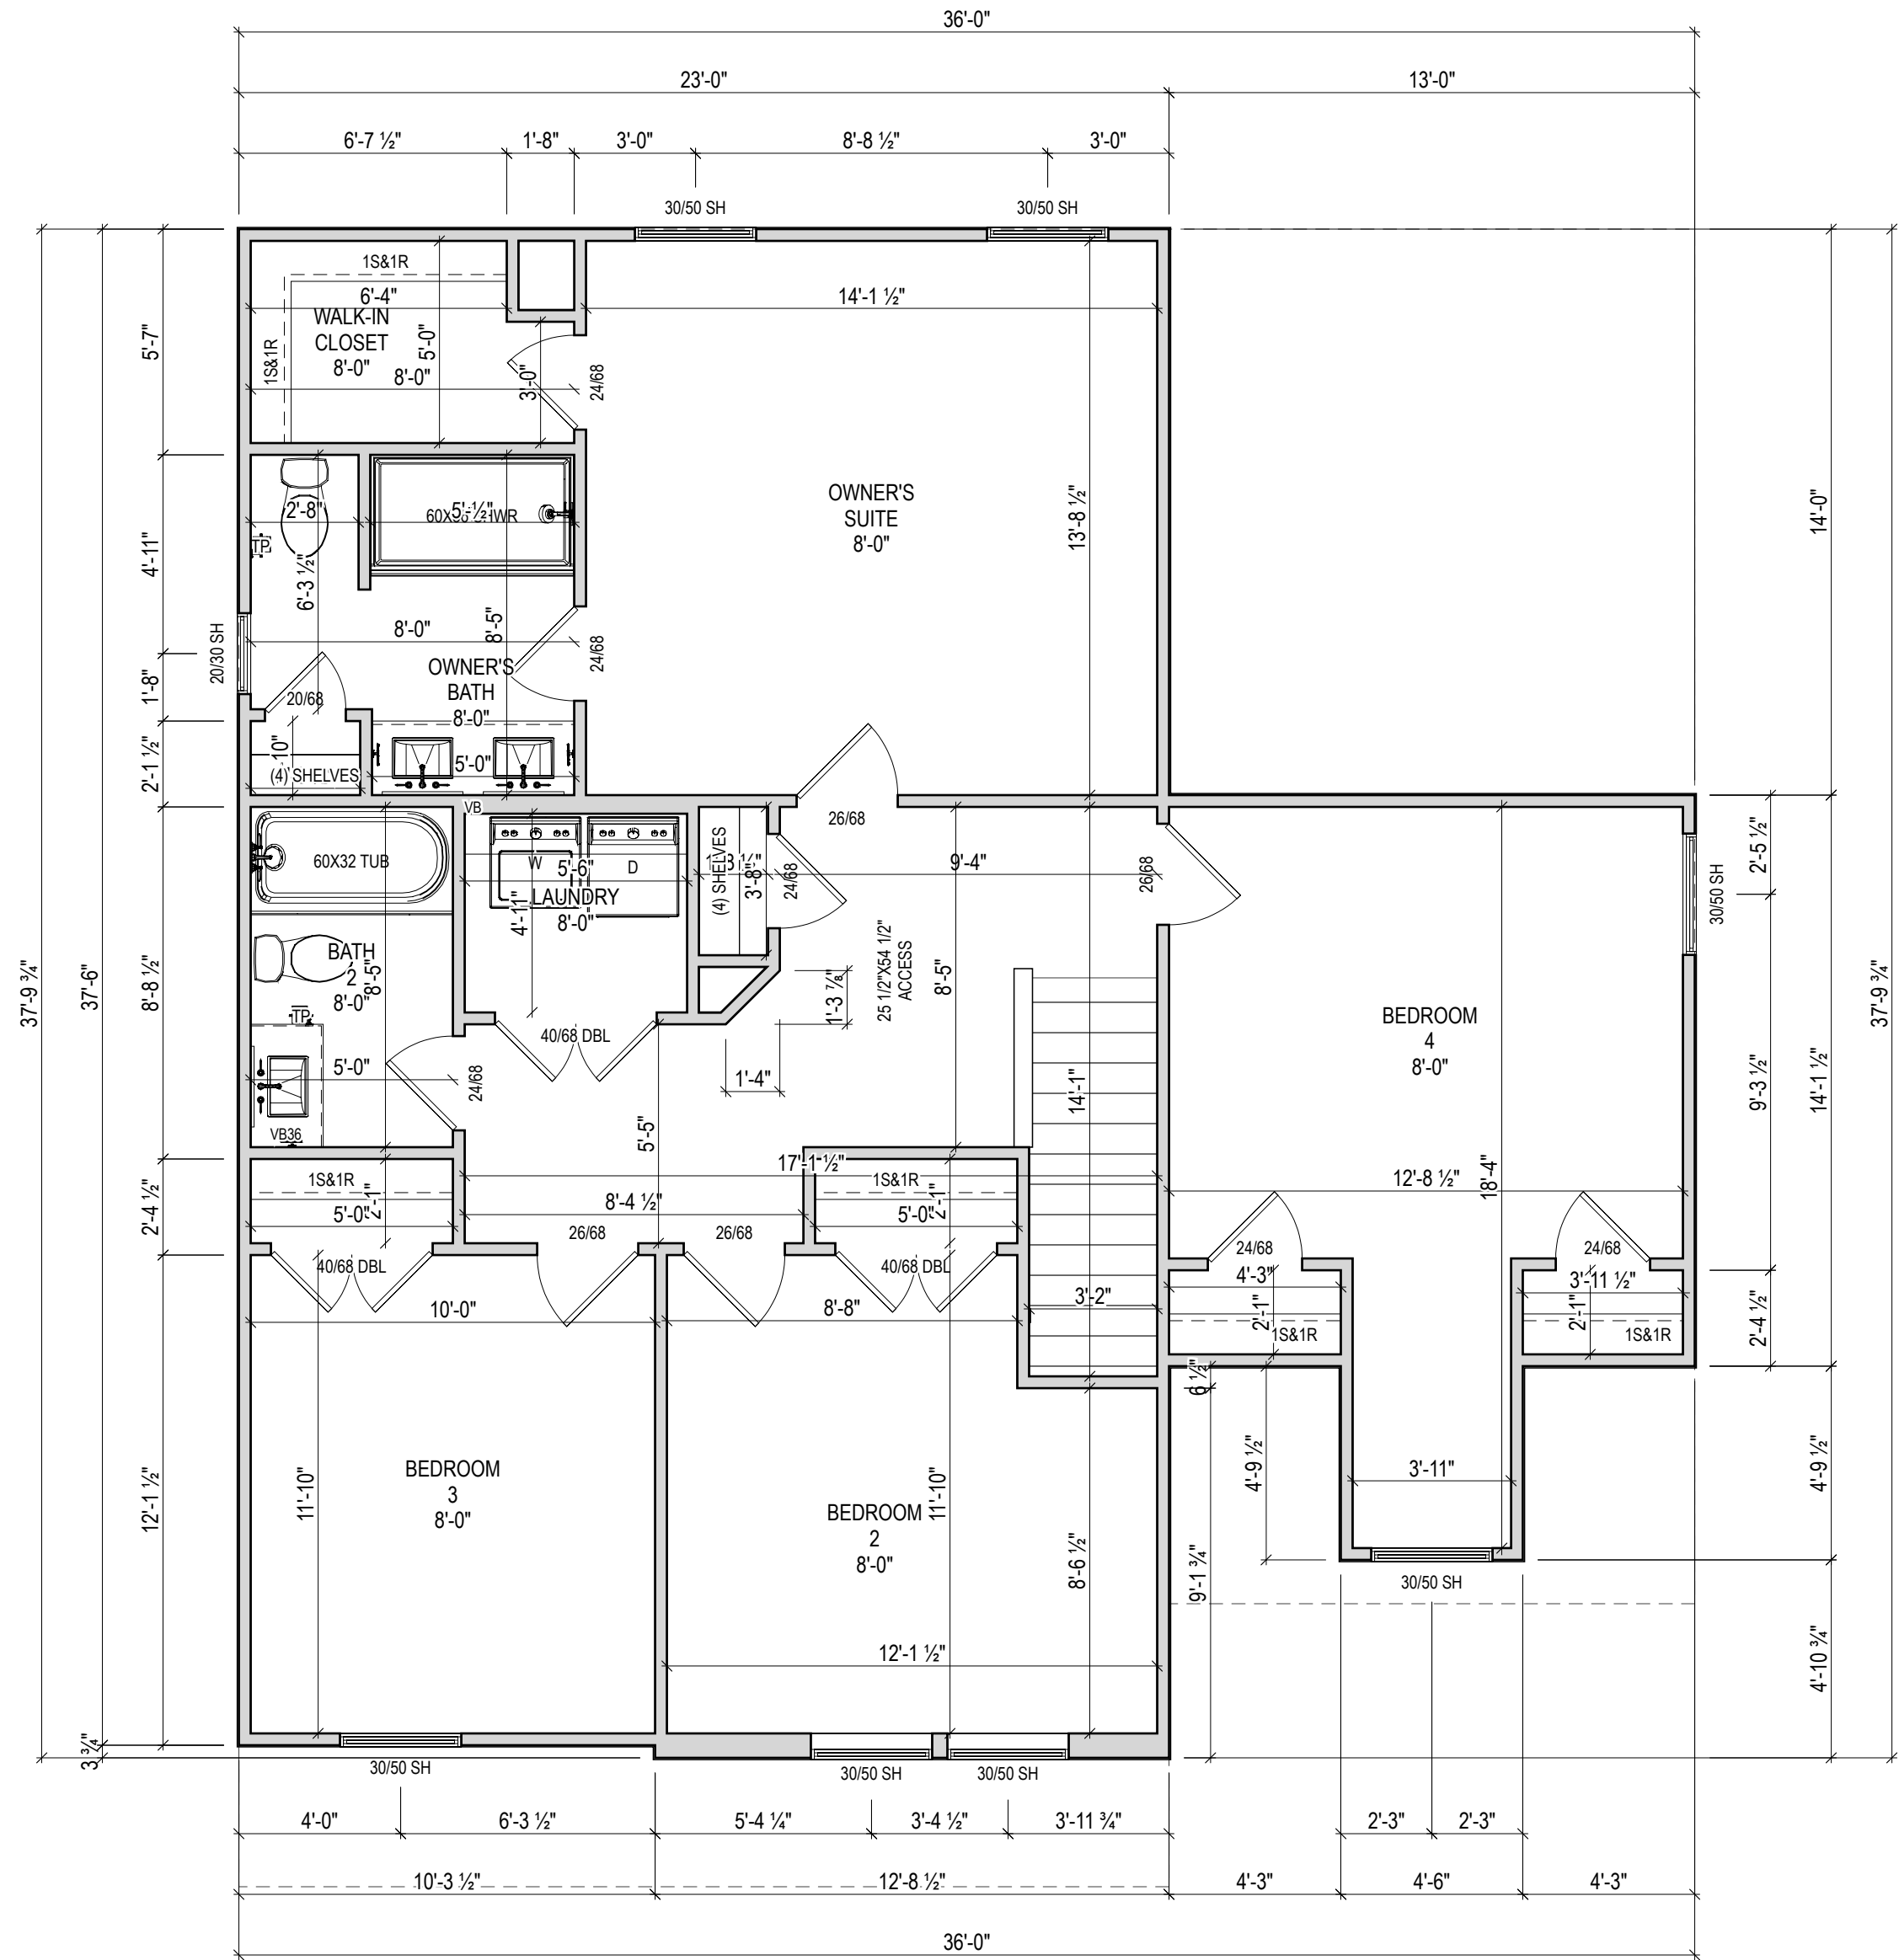 36'-0"
23'-0"
13'-0"
6'-7 ½"
1'-8"
3'-0"
8'-8 ½"
3'-0"
30/50 SH
30/50 SH
1S&1R
6'-4"
14'-1 ½"
WALK-IN
CLOSET
8'-0"
1S&1R
5'-0"
8'-0"
3'-0"
24/68
5'-7"
OWNER'S
SUITE
8'-0"
13'-8 ½"
14'-0"
2'-8"
5'-½"
TP
6'-3 ½"
4'-11"
8'-0"
8'-5"
20/30 SH
24/68
OWNER'S
BATH
8'-0"
20/68
1'-8"
5'-0"
(4) SHELVES
2'-1 ½"
VB
26/68
60X32 TUB
W
D
5'-6"
LAUNDRY
8'-0"
4'-11"
(4) SHELVES
3'-8"
24/68
9'-4"
26/68
30/50 SH
2'-5 ½"
BATH
2
8'-0"
8'-5"
8'-8 ½"
37'-9 ¾"
37'-6"
TP
1'-3 ⅞"
25 1/2"X54 1/2"
ACCESS
8'-5"
BEDROOM
4
8'-0"
37'-9 ¾"
40/68 DBL
5'-0"
24/68
1'-4"
14'-1"
9'-3 ½"
14'-1 ½"
VB36
5'-5"
17'-1 ½"
1S&1R
2'-1"
5'-0"
8'-4 ½"
1S&1R
2'-1"
5'-0"
12'-8 ½"
18'-4"
2'-4 ½"
26/68
26/68
24/68
24/68
40/68 DBL
40/68 DBL
4'-3"
3'-11 ½"
10'-0"
8'-8"
3'-2"
2'-1"
1S&1R
2'-1"
1S&1R
2'-4 ½"
6 ½"
BEDROOM
3
8'-0"
11'-10"
12'-1 ½"
BEDROOM
2
8'-0"
11'-10"
8'-6 ½"
4'-9 ½"
3'-11"
4'-9 ½"
9'-1 ¾"
30/50 SH
12'-1 ½"
4'-10 ¾"
3 ¾"
30/50 SH
30/50 SH
30/50 SH
4'-0"
6'-3 ½"
5'-4 ¼"
3'-4 ½"
3'-11 ¾"
2'-3"
2'-3"
10'-3 ½"
12'-8 ½"
4'-3"
4'-6"
4'-3"
36'-0"